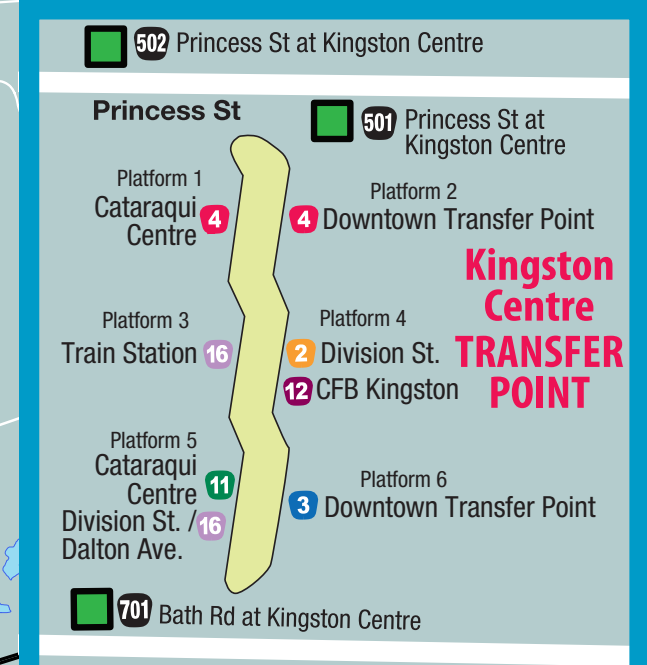 502 Princess St at Kingston Centre
Princess St
501 Princess St at
Kingston Centre
Platform 1
Cataraqui
Centre
4
Platform 2
4 Downtown Transfer Point
Kingston
Centre
TRANSFER
POINT
Platform 3
Train Station 16
Platform 4
2 Division St.
12 CFB Kingston
Platform 5
Cataraqui
Centre
11
Division St. /
Dalton Ave.
16
Platform 6
3 Downtown Transfer Point
701 Bath Rd at Kingston Centre